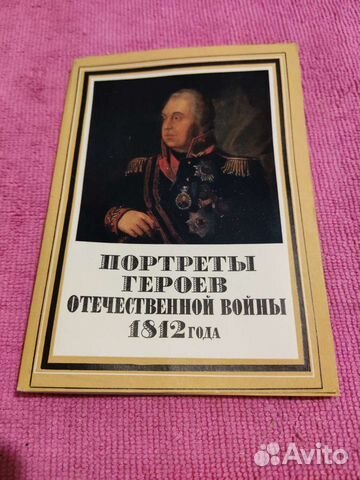 ПОРТРЕТЫ
ГЕРОЕВ
ОТЕЧЕСТВЕННОЙ ВОЙНЫ
1812 ГОДА
Avito